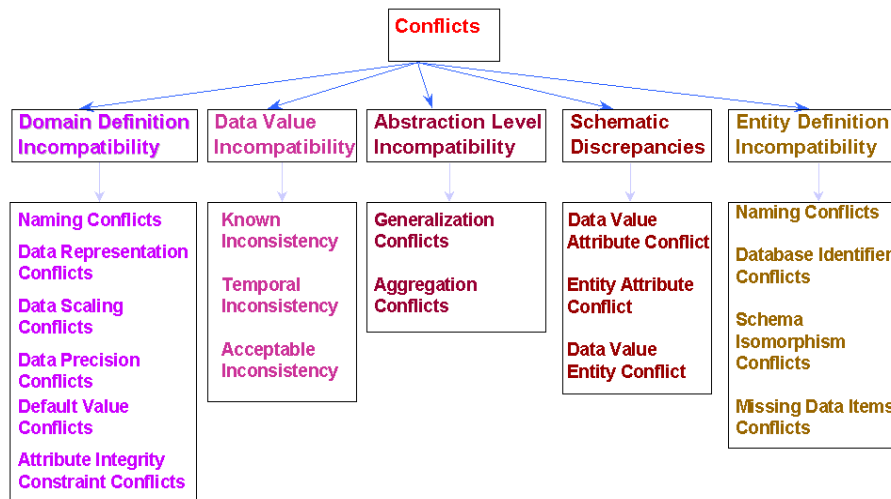 Conflicts
Domain Definition
Incompatibility
Data Value
Incompatibility
Abstraction Level
Incompatibility
Schematic
Discrepancies
Entity Definition
Incompatibility
Naming Conflicts
Data Representation
Conflicts
Data Scaling
Conflicts
Data Precision
Conflicts
Default Value
Conflicts
Attribute Integrity
Constraint Conflicts
Known
Inconsistency
Temporal
Inconsistency
Acceptable
Inconsistency
Generalization
Conflicts
Aggregation
Conflicts
Data Value
Attribute Conflict
Entity Attribute
Conflict
Data Value
Entity Conflict
Naming Conflicts
Database Identifier
Conflicts
Schema
Isomorphism
Conflicts
Missing Data Items
Conflicts